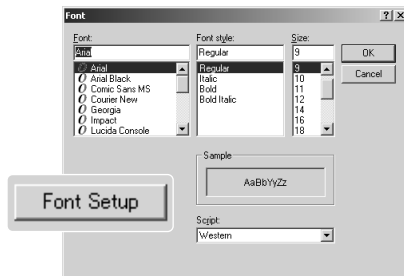 Font
Font: Font style: Size:
Arial Regular 9 OK
Arial Regular 9 Cancel
Arial Black Italic 10
Comic Sans MS Bold 11
Courier New Bold Italic 12
Georgia 14
Impact 16
Lucida Console 18
Sample
AaBbYyZz
Font Setup
Script:
Western